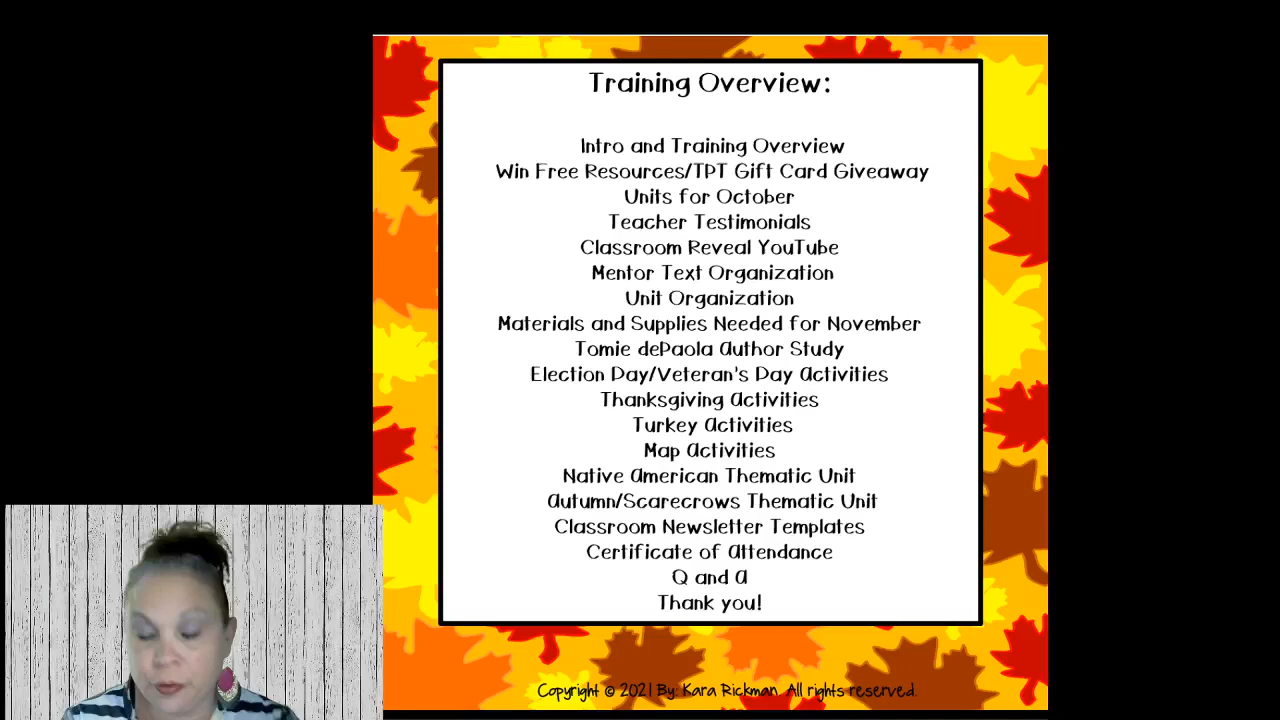 Training Overview:
Intro and Training Overview
Win Free Resources/TPT Gift Card Giveaway
Units for October
Teacher Testimonials
Classroom Reveal YouTube
Mentor Text Organization
Unit Organization
Materials and Supplies Needed for November
Tomie dePaola Author Study
Election Day/Veteran's Day Activities
Thanksgiving Activities
Turkey Activities
Map Activities
Native American Thematic Unit
Autumn/Scarecrows Thematic Unit
Classroom Newsletter Templates
Certificate of Attendance
Q and A
Thank you!
Copyright © 2021 By: Kara Rickman. All rights reserved.